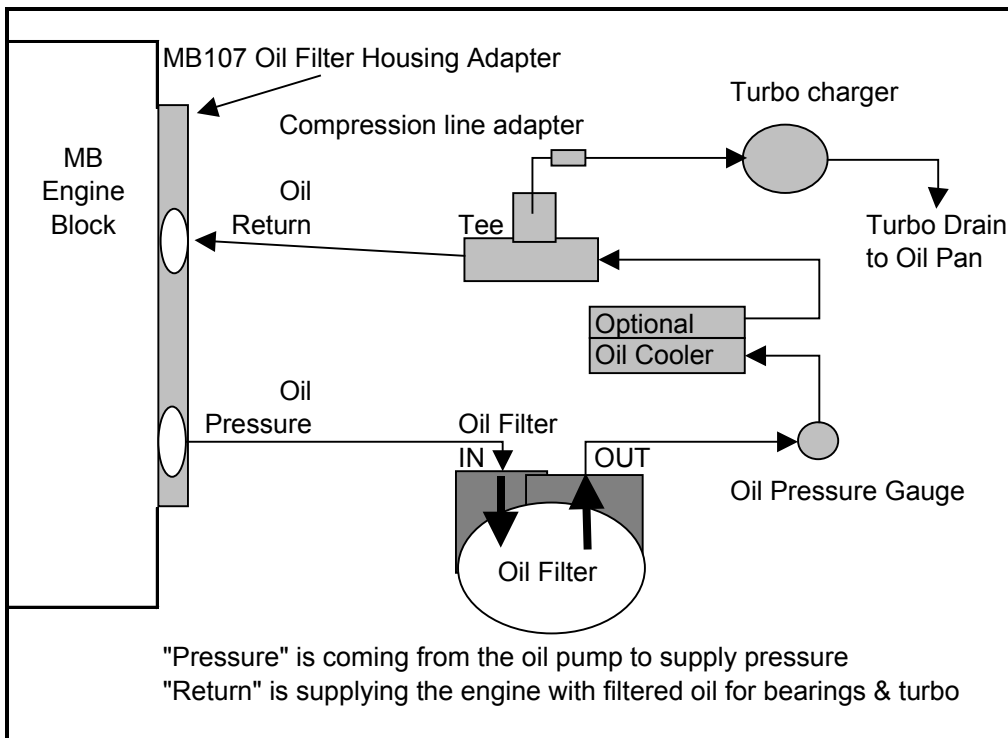 MB107 Oil Filter Housing Adapter
Turbo charger
Compression line adapter
MB
Engine
Block
Oil
Return
Tee
Turbo Drain
to Oil Pan
Optional
Oil Cooler
Oil
Pressure
Oil Filter
IN
OUT
Oil Pressure Gauge
Oil Filter
"Pressure" is coming from the oil pump to supply pressure
"Return" is supplying the engine with filtered oil for bearings & turbo